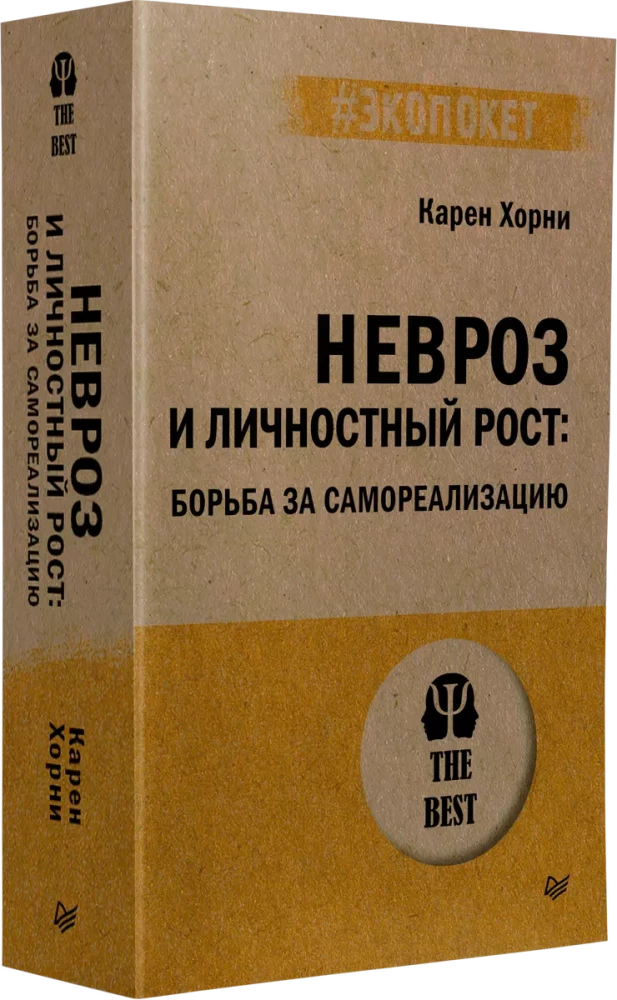 THE
BEST
НЕВРОЗ
И ЛИЧНОСТНЫЙ РОСТ:
БОРЬБА ЗА САМОРЕАЛИЗАЦИЮ
Карен
Хорни
#ЭКОПОКЕТ
Карен Хорни
НЕВРОЗ
И ЛИЧНОСТНЫЙ РОСТ:
БОРЬБА ЗА САМОРЕАЛИЗАЦИЮ
THE
BEST